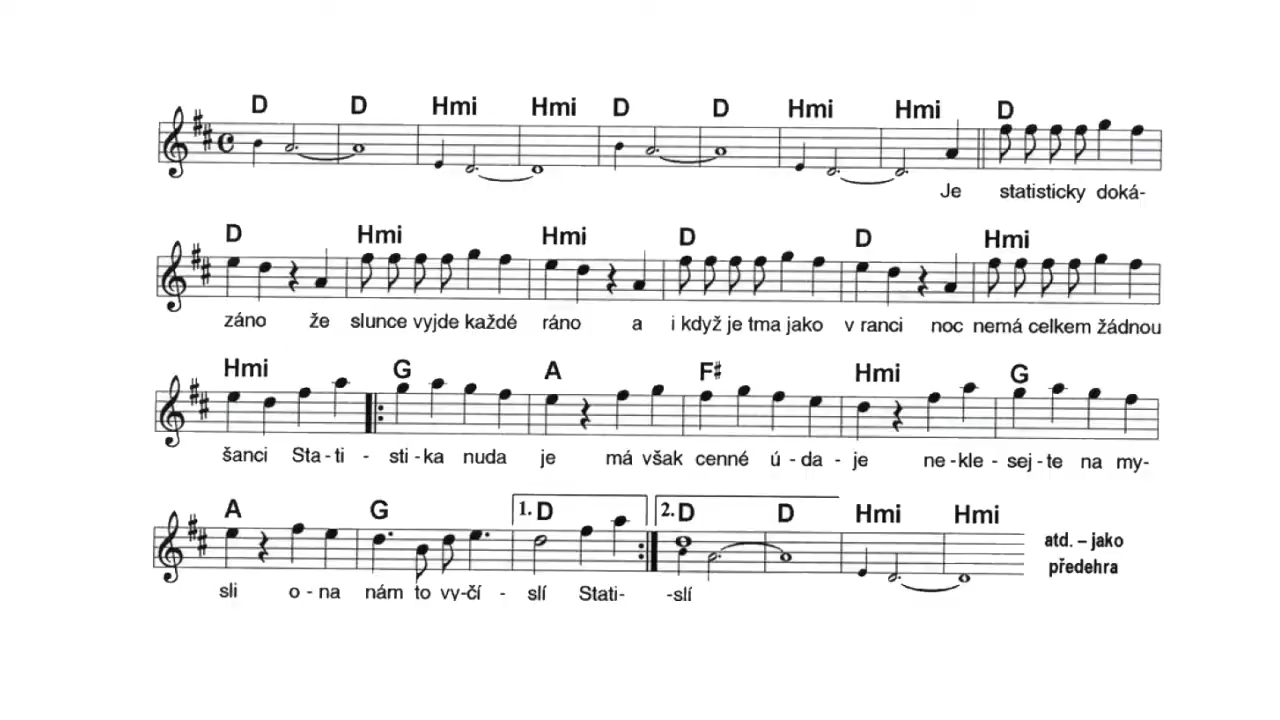 D D Hmi Hmi D D Hmi Hmi D
Je statisticky doká-
D Hmi Hmi D D Hmi
záno že slunce vyjde každé ráno a i když je tma jako v ranci noc nemá celkem žádnou
Hmi G A F♯ Hmi G
šanci Sta-ti - sti-ka nuda je má však cenné ú-da-je ne-kle-sej-te na my-
A G 1. D 2. D D Hmi Hmi atd. – jako předehra
sli o-na nám to vy-čí - slí Stati- -slí